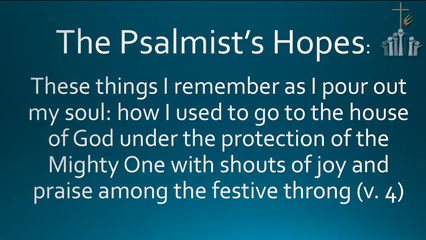 The Psalmist's Hopes:
These things I remember as I pour out
my soul: how I used to go to the house
of God under the protection of the
Mighty One with shouts of joy and
praise among the festive throng (v. 4)